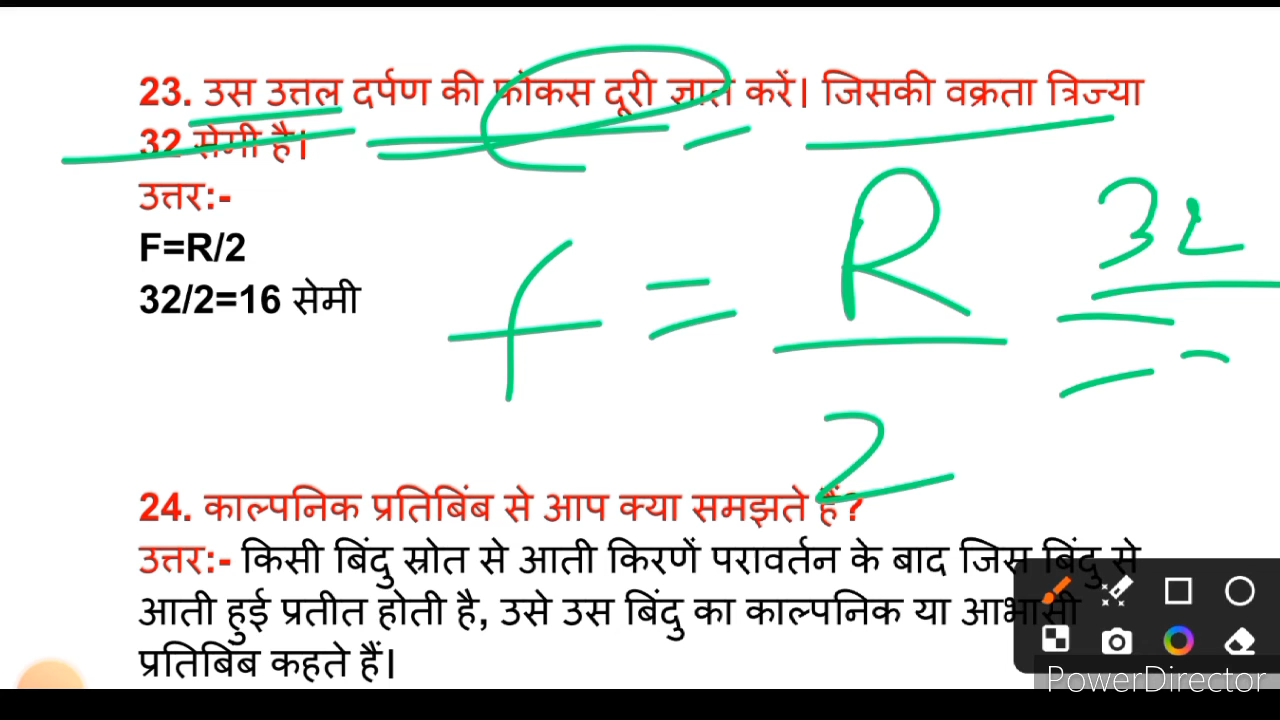 23. उस उत्तल दर्पण की फोकस दूरी ज्ञात करें। जिसकी वक्रता त्रिज्या
32 सेमी है।
उत्तर:-
F=R/2
32/2=16 सेमी
f = R 32
2
24. काल्पनिक प्रतिबिंब से आप क्या समझते हैं?
उत्तर:- किसी बिंदु स्रोत से आती किरणें परावर्तन के बाद जिस बिंदु से
आती हुई प्रतीत होती है, उसे उस बिंदु का काल्पनिक या आभासी
प्रतिबिंब कहते हैं।
PowerDirector